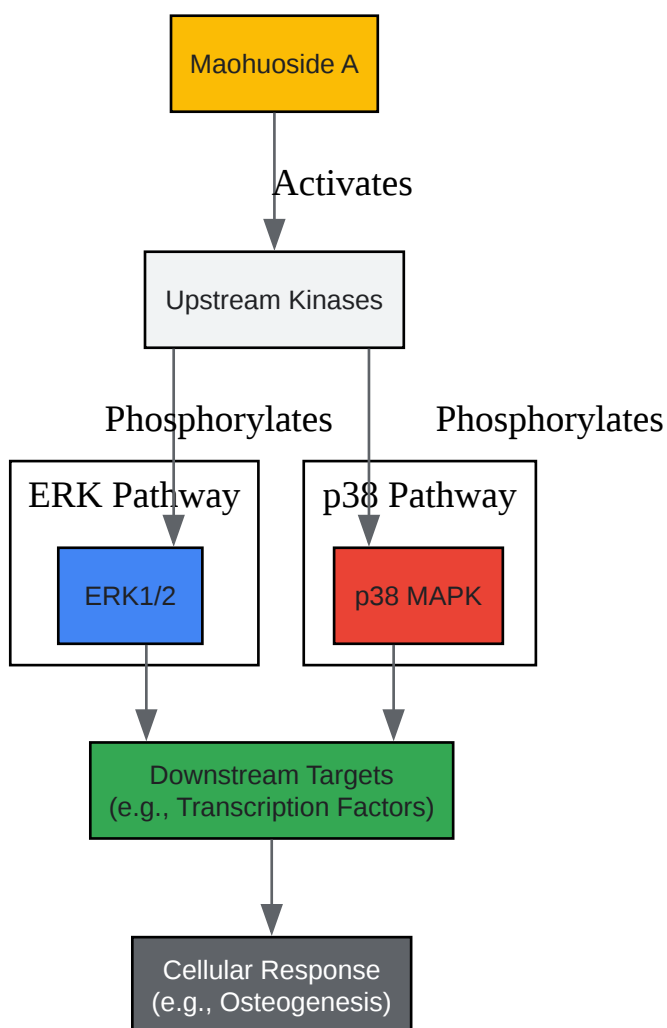 Maohuoside A
Activates
Upstream Kinases
Phosphorylates
Phosphorylates
ERK Pathway
p38 Pathway
ERK1/2
p38 MAPK
Downstream Targets
(e.g., Transcription Factors)
Cellular Response
(e.g., Osteogenesis)